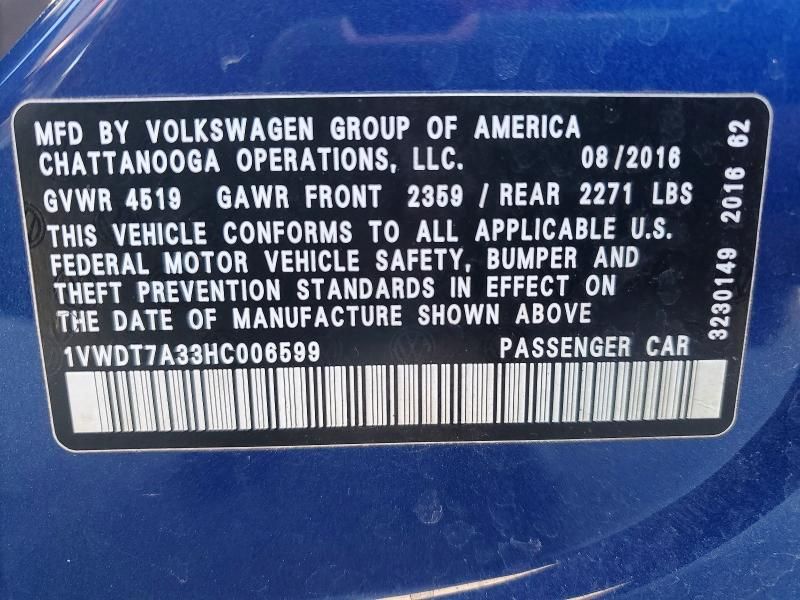 MFD BY VOLKSWAGEN GROUP OF AMERICA
CHATTANOOGA OPERATIONS, LLC. 08/2016
GVWR 4519 GAWR FRONT 2359 / REAR 2271 LBS
THIS VEHICLE CONFORMS TO ALL APPLICABLE U.S.
FEDERAL MOTOR VEHICLE SAFETY, BUMPER AND
THEFT PREVENTION STANDARDS IN EFFECT ON
THE DATE OF MANUFACTURE SHOWN ABOVE
1VWDT7A33HC006599 PASSENGER CAR
3230149 2016 62